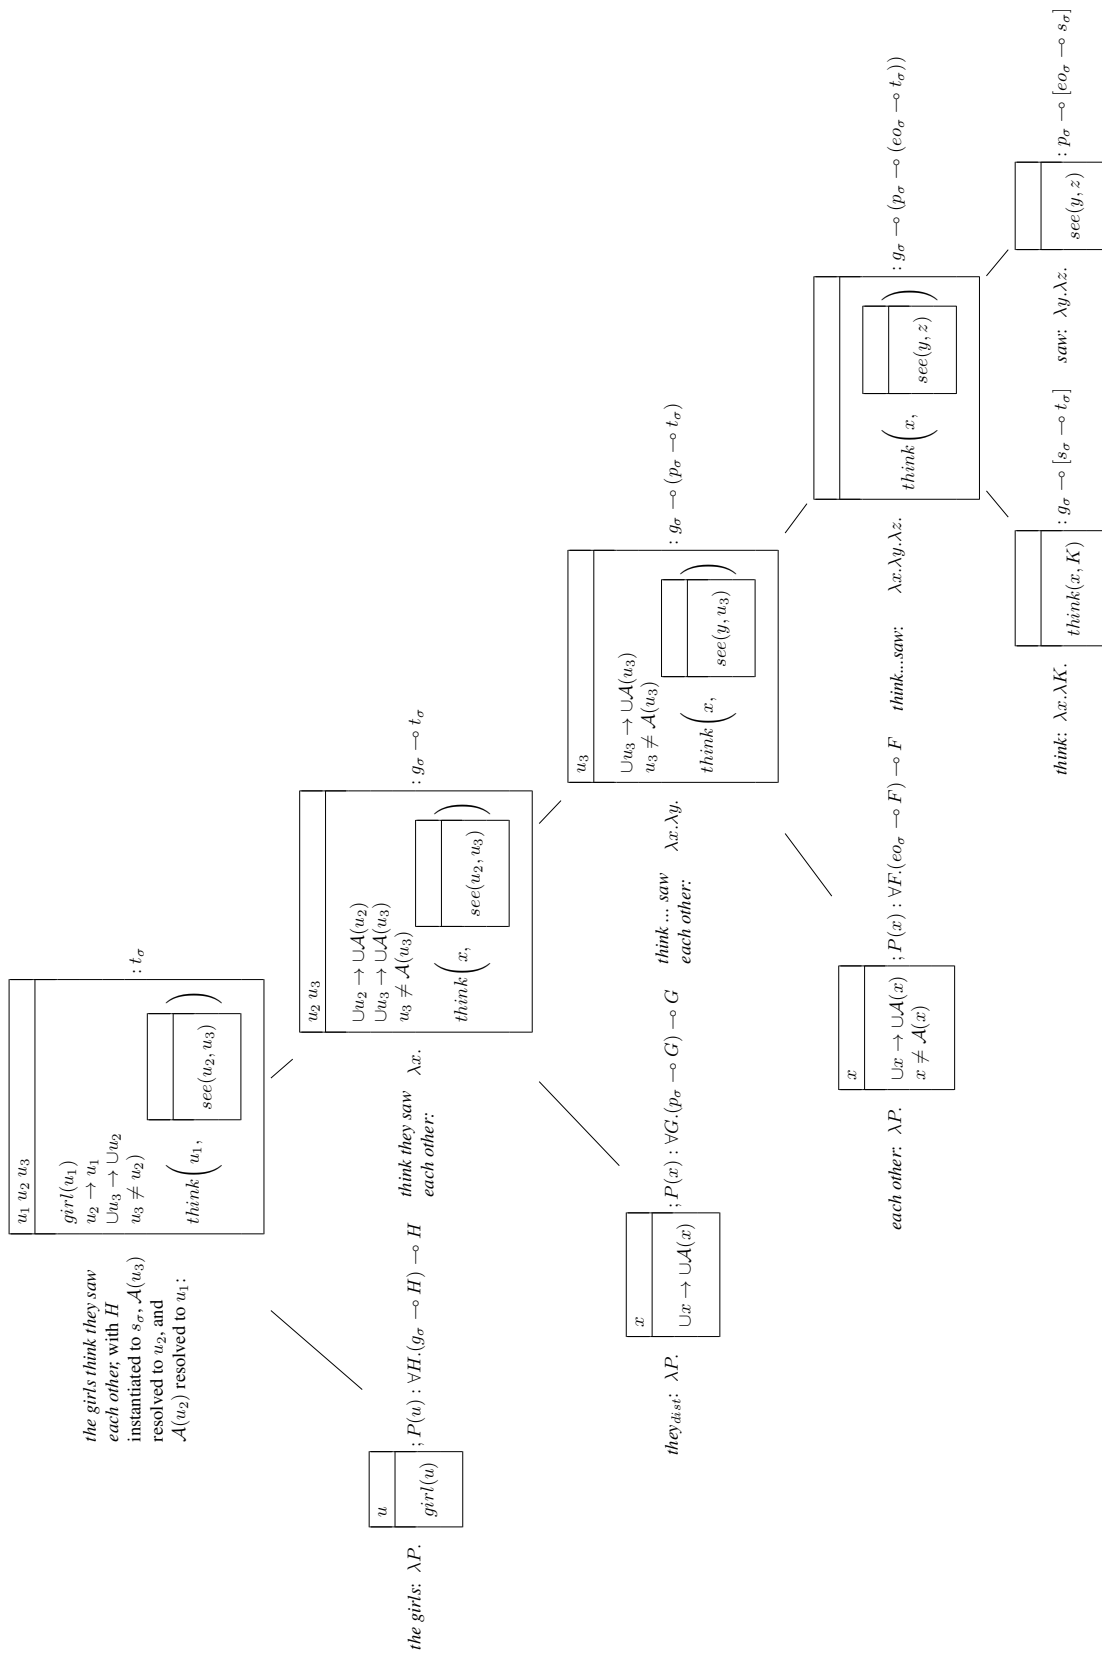 the girls think they saw
each other, with H
instantiated to s_σ, 𝒜(u_3)
resolved to u_2, and
𝒜(u_2) resolved to u_1:
u_1 u_2 u_3
girl(u_1)
u_2 → u_1
∪u_3 → ∪u_2
u_3 ≠ u_2)
think ( u_1,
see(u_2, u_3)
)
: t_σ
the girls: λP.
u
girl(u)
; P(u) : ∀H.(g_σ ⊸ H) ⊸ H
think they saw
each other:
λx.
u_2 u_3
∪u_2 → ∪𝒜(u_2)
∪u_3 → ∪𝒜(u_3)
u_3 ≠ 𝒜(u_3)
think ( x,
see(u_2, u_3)
)
: g_σ ⊸ t_σ
they_dist: λP.
x
∪x → ∪𝒜(x)
; P(x) : ∀G.(p_σ ⊸ G) ⊸ G
think ... saw
each other:
λx.λy.
u_3
∪u_3 → ∪𝒜(u_3)
u_3 ≠ 𝒜(u_3)
think ( x,
see(y, u_3)
)
: g_σ ⊸ (p_σ ⊸ t_σ)
each other: λP.
x
∪x → ∪𝒜(x)
x ≠ 𝒜(x)
; P(x) : ∀F.(eo_σ ⊸ F) ⊸ F
think...saw: λx.λy.λz.
think ( x,
see(y, z)
)
: g_σ ⊸ (p_σ ⊸ (eo_σ ⊸ t_σ))
think: λx.λK.
think(x, K)
: g_σ ⊸ [s_σ ⊸ t_σ]
saw: λy.λz.
see(y, z)
: p_σ ⊸ [eo_σ ⊸ s_σ]